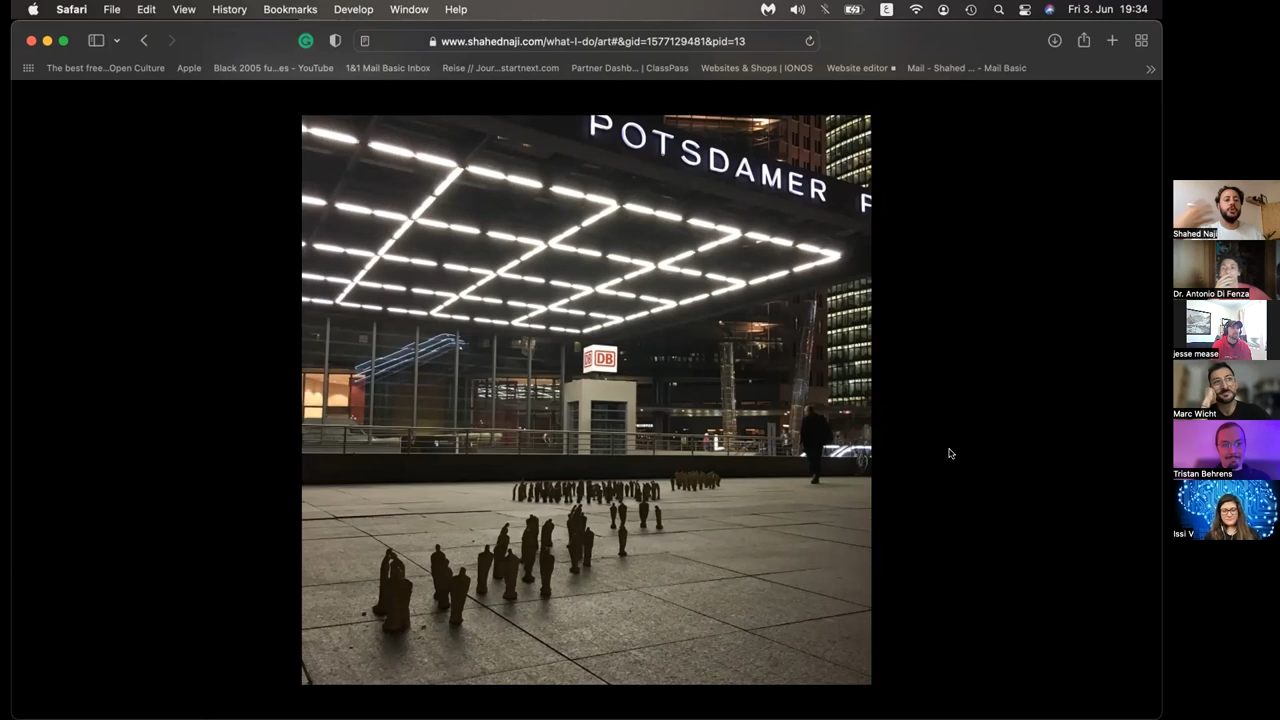 Safari File Edit View History Bookmarks Develop Window Help ع Fri 3. Jun 19:34
www.shahednaji.com/what-I-do/art#&gid=1577129481&pid=13
The best free...Open Culture Apple Black 2005 fu...es - YouTube 1&1 Mail Basic Inbox Reise // Jour...startnext.com Partner Dashb... | ClassPass Websites & Shops | IONOS Website editor Mail - Shahed ... - Mail Basic
POTSDAMER P
DB DB
Shahed Naji
Dr. Antonio Di Fenza
jesse mease
Marc Wicht
Tristan Behrens
Issi V